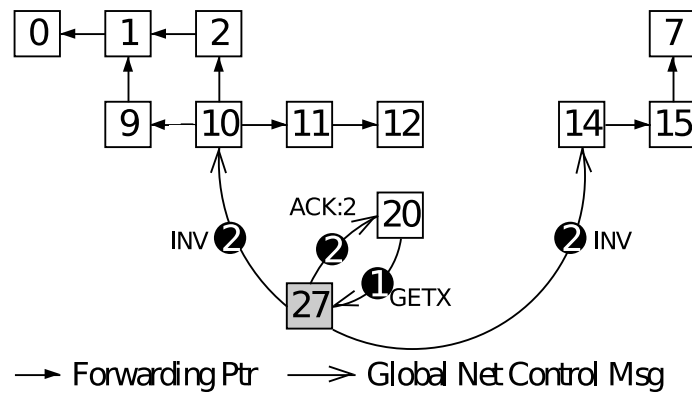 0 1 2 7
9 10 11 12 14 15
ACK:2 20
INV 2 2 2 INV
1 GETX
27
Forwarding Ptr Global Net Control Msg